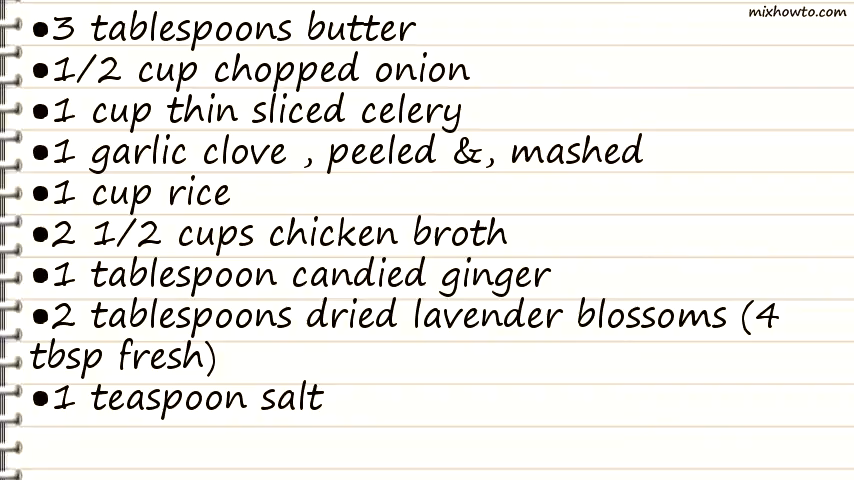 mixhowto.com
•3 tablespoons butter
•1/2 cup chopped onion
•1 cup thin sliced celery
•1 garlic clove , peeled &, mashed
•1 cup rice
•2 1/2 cups chicken broth
•1 tablespoon candied ginger
•2 tablespoons dried lavender blossoms (4
tbsp fresh)
•1 teaspoon salt